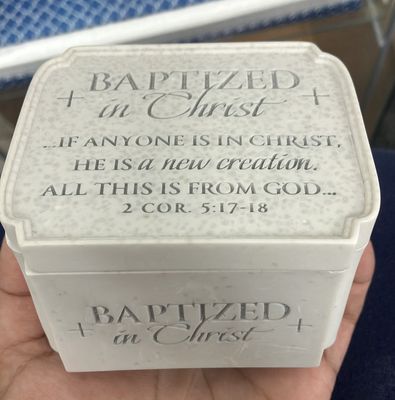 BAPTIZED
in Christ
...IF ANYONE IS IN CHRIST,
HE IS a new creation.
ALL THIS IS FROM GOD...
2 COR. 5:17-18
BAPTIZED
in Christ